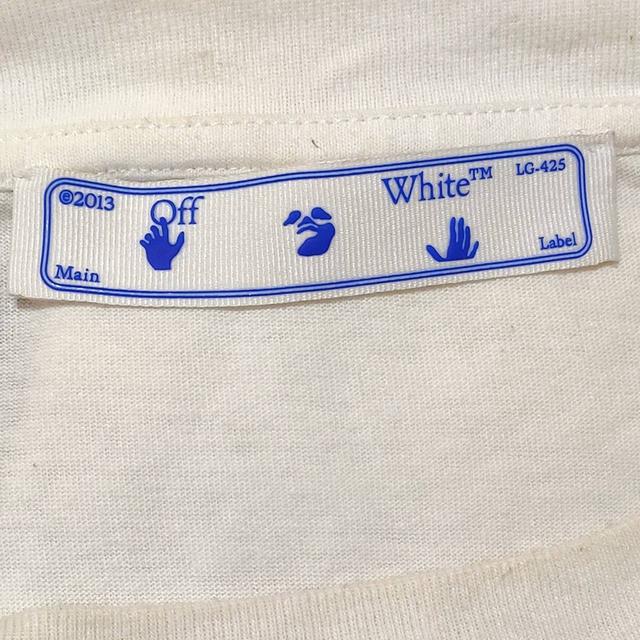 ©2013 Off White™ LG-425
Main Label